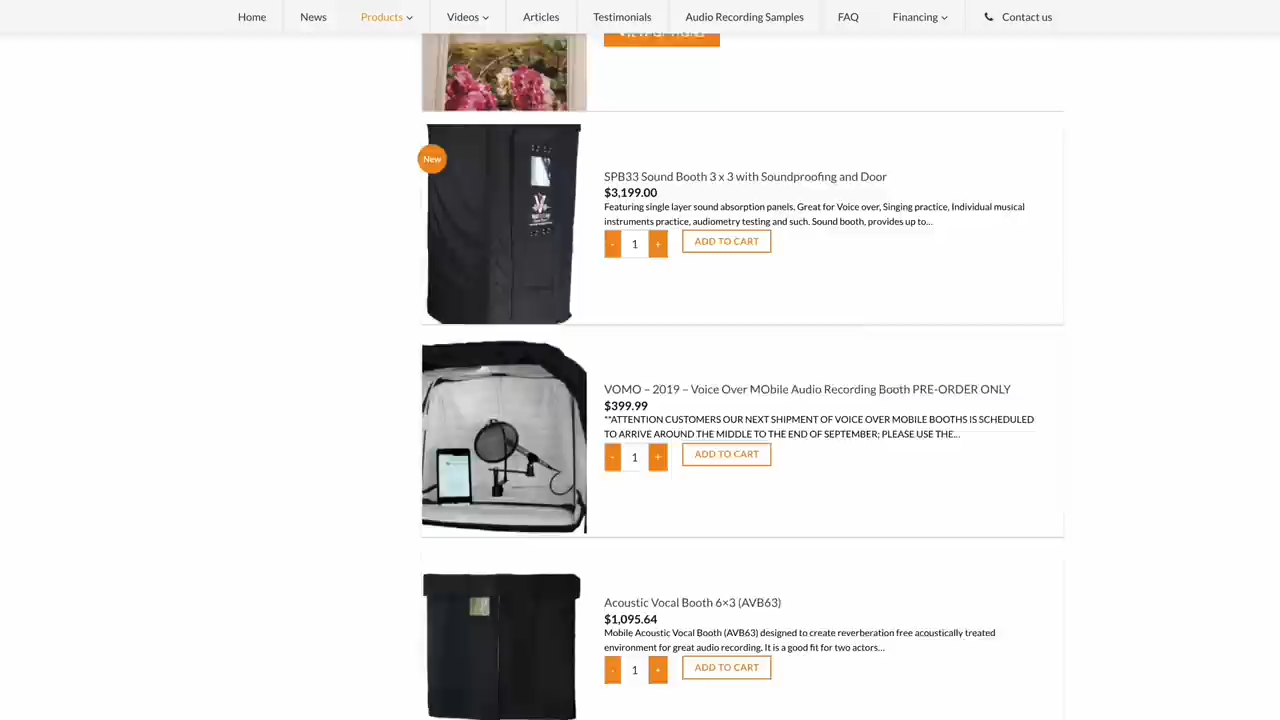 Home
News
Products
Videos
Articles
Testimonials
Audio Recording Samples
FAQ
Financing
Contact us
New
SPB33 Sound Booth 3 x 3 with Soundproofing and Door
$3,199.00
Featuring single layer sound absorption panels. Great for Voice over, Singing practice, Individual musical
instruments practice, audiometry testing and such. Sound booth, provides up to...
- 1 +
ADD TO CART
VOMO – 2019 – Voice Over MObile Audio Recording Booth PRE-ORDER ONLY
$399.99
**ATTENTION CUSTOMERS OUR NEXT SHIPMENT OF VOICE OVER MOBILE BOOTHS IS SCHEDULED
TO ARRIVE AROUND THE MIDDLE TO THE END OF SEPTEMBER; PLEASE USE THE...
- 1 +
ADD TO CART
Acoustic Vocal Booth 6×3 (AVB63)
$1,095.64
Mobile Acoustic Vocal Booth (AVB63) designed to create reverberation free acoustically treated
environment for great audio recording. It is a good fit for two actors...
- 1 +
ADD TO CART